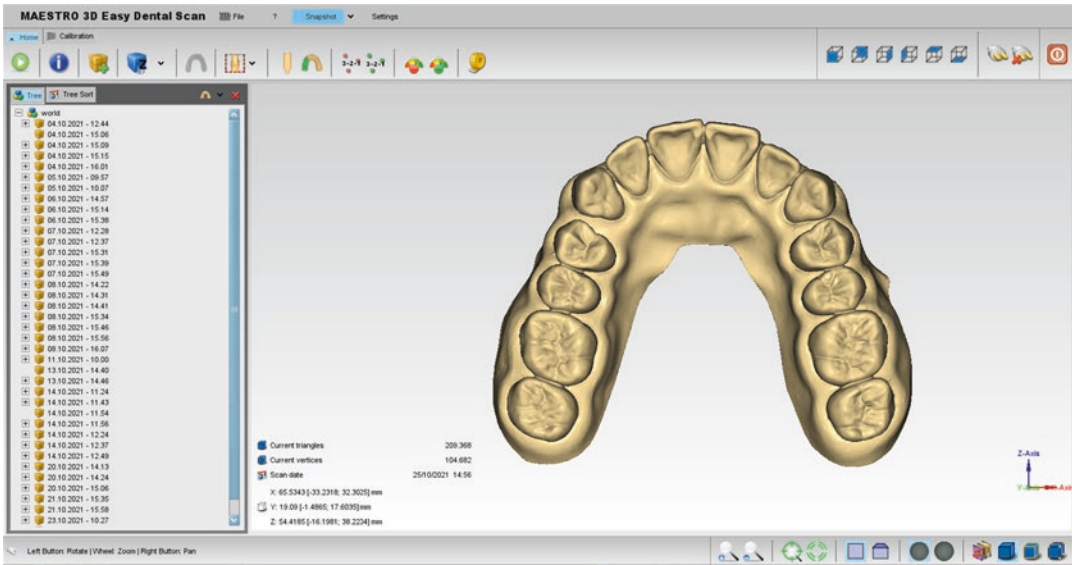 MAESTRO 3D Easy Dental Scan File ? Snapshot Settings
Home Calibration
Tree Tree Sort
world
04.10.2021 - 12.44
04.10.2021 - 15.06
04.10.2021 - 15.09
04.10.2021 - 15.15
04.10.2021 - 16.01
05.10.2021 - 09.57
05.10.2021 - 10.07
06.10.2021 - 14.57
06.10.2021 - 15.14
06.10.2021 - 15.38
07.10.2021 - 12.28
07.10.2021 - 12.37
07.10.2021 - 15.31
07.10.2021 - 15.39
07.10.2021 - 15.49
08.10.2021 - 14.22
08.10.2021 - 14.31
08.10.2021 - 14.41
08.10.2021 - 15.34
08.10.2021 - 15.46
08.10.2021 - 15.56
08.10.2021 - 16.07
11.10.2021 - 10.00
13.10.2021 - 14.40
13.10.2021 - 14.46
14.10.2021 - 11.24
14.10.2021 - 11.43
14.10.2021 - 11.54
14.10.2021 - 11.56
14.10.2021 - 12.24
14.10.2021 - 12.37
14.10.2021 - 12.49
20.10.2021 - 14.13
20.10.2021 - 14.24
20.10.2021 - 15.06
21.10.2021 - 15.35
21.10.2021 - 15.58
23.10.2021 - 10.27
Current triangles 209.368
Current vertices 104.682
Scan date 25/10/2021 14:56
X: 65.5343 [-33.2318; 32.3025] mm
Y: 19.09 [-1.4865; 17.6035] mm
Z: 54.4185 [-16.1981; 38.2234] mm
Z-Axis
Left Button: Rotate | Wheel: Zoom | Right Button: Pan